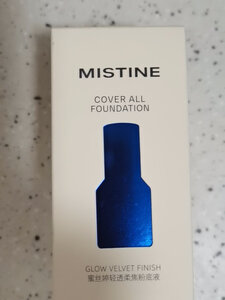 MISTINE
COVER ALL
FOUNDATION
GLOW VELVET FINISH
蜜丝婷轻透柔焦粉底液